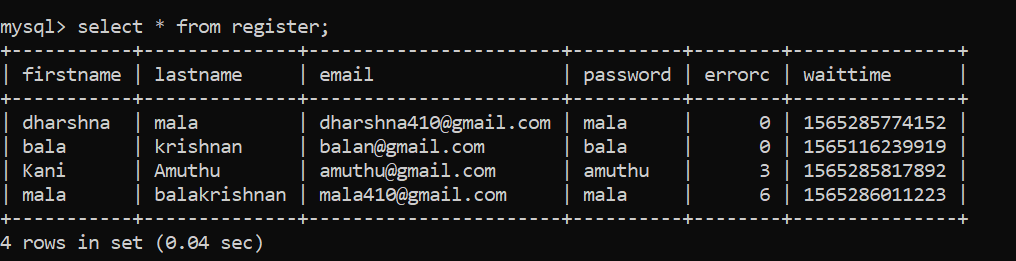 mysql> select * from register;
+-----------+--------------+-----------------------+----------+--------+---------------+
| firstname | lastname     | email                 | password | errorc | waittime      |
+-----------+--------------+-----------------------+----------+--------+---------------+
| dharshna  | mala         | dharshna410@gmail.com | mala     |      0 | 1565285774152 |
| bala      | krishnan     | balan@gmail.com       | bala     |      0 | 1565116239919 |
| Kani      | Amuthu       | amuthu@gmail.com      | amuthu   |      3 | 1565285817892 |
| mala      | balakrishnan | mala410@gmail.com     | mala     |      6 | 1565286011223 |
+-----------+--------------+-----------------------+----------+--------+---------------+
4 rows in set (0.04 sec)